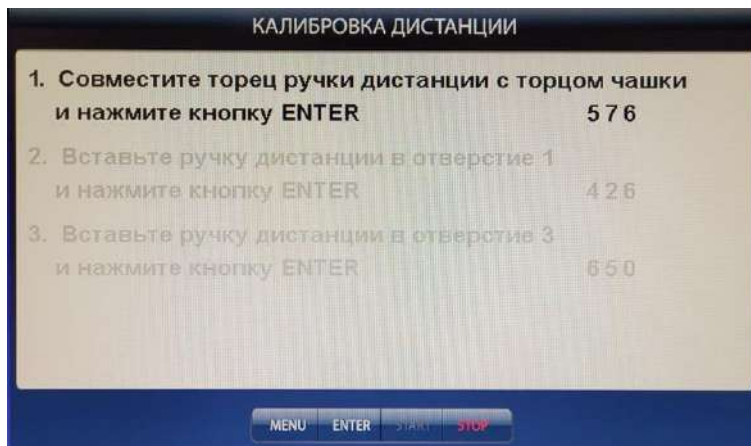 КАЛИБРОВКА ДИСТАНЦИИ
1. Совместите торец ручки дистанции с торцом чашки
и нажмите кнопку ENTER 576
2. Вставьте ручку дистанции в отверстие 1
и нажмите кнопку ENTER 426
3. Вставьте ручку дистанции в отверстие 3
и нажмите кнопку ENTER 650
MENU ENTER START STOP